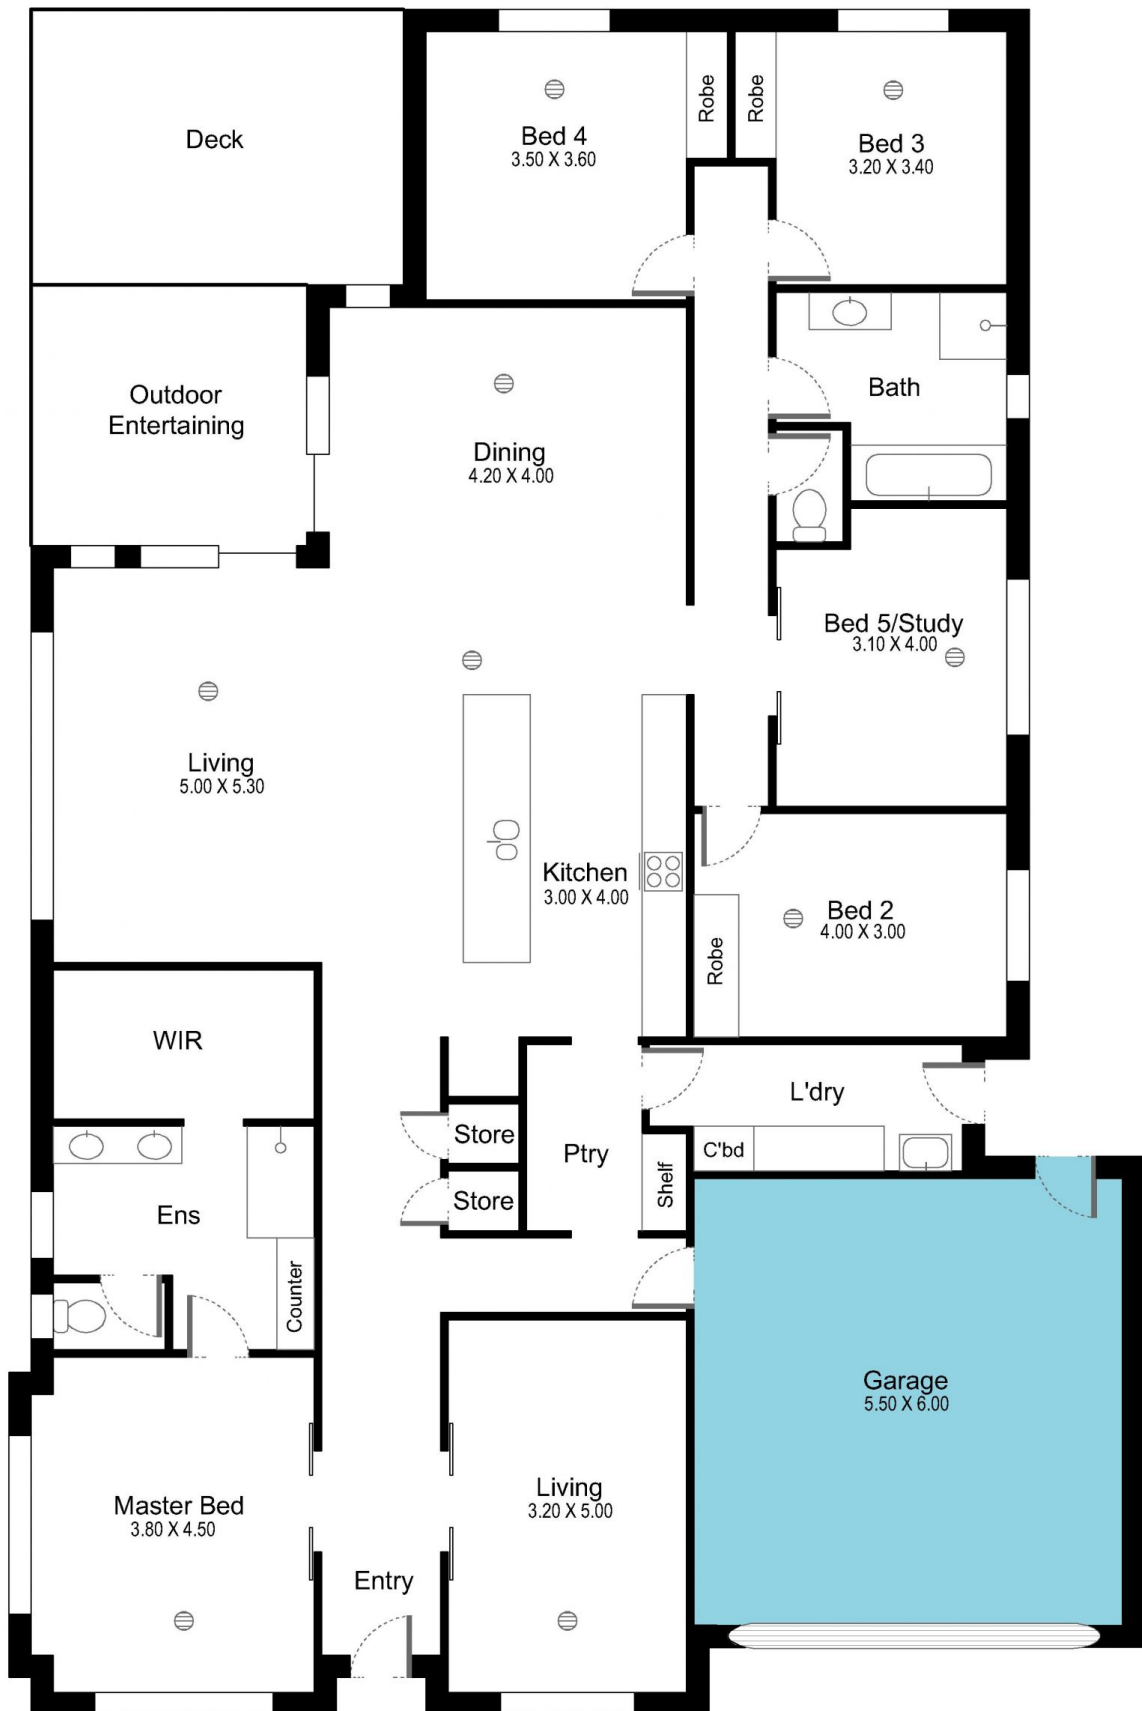 Deck
Bed 4
3.50 X 3.60
Robe
Robe
Bed 3
3.20 X 3.40
Outdoor
Entertaining
Bath
Dining
4.20 X 4.00
Bed 5/Study
3.10 X 4.00
Living
5.00 X 5.30
Kitchen
3.00 X 4.00
Bed 2
4.00 X 3.00
Robe
WIR
L'dry
Store
Ptry
C'bd
Shelf
Store
Ens
Counter
Garage
5.50 X 6.00
Living
3.20 X 5.00
Master Bed
3.80 X 4.50
Entry